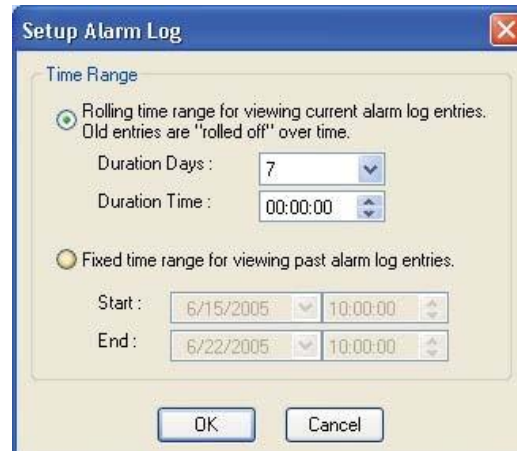 Setup Alarm Log
Time Range
Rolling time range for viewing current alarm log entries.
Old entries are "rolled off" over time.
Duration Days : 7
Duration Time : 00:00:00
Fixed time range for viewing past alarm log entries.
Start : 6/15/2005 10:00:00
End : 6/22/2005 10:00:00
OK Cancel